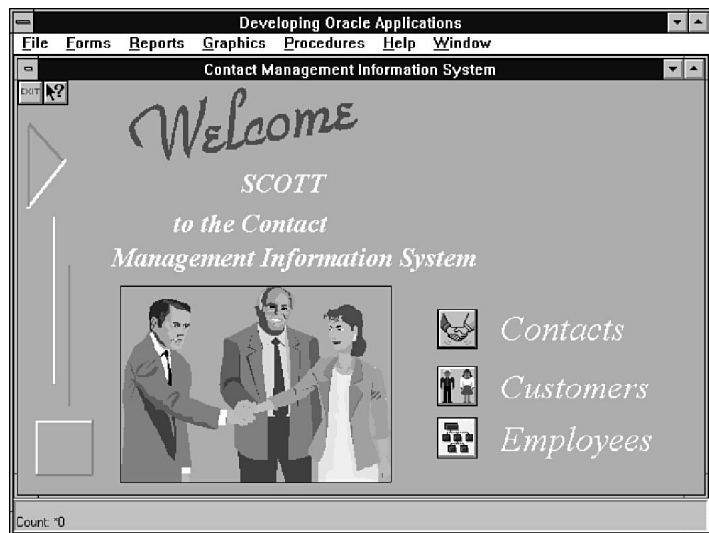 Developing Oracle Applications
File Forms Reports Graphics Procedures Help Window
Contact Management Information System
EXIT ?
Welcome
SCOTT
to the Contact
Management Information System
Contacts
Customers
Employees
Count: *0